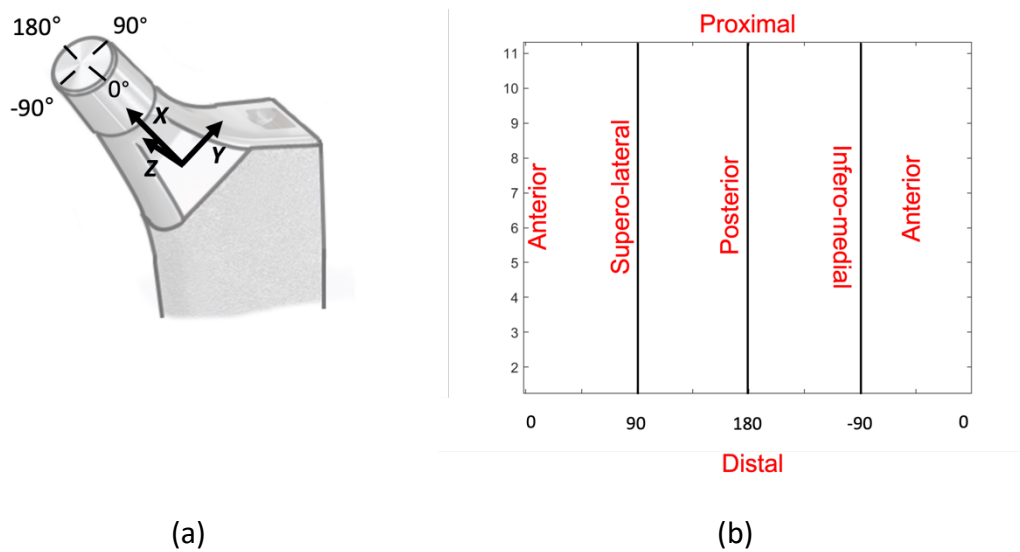 180°
90°
0°
-90°
X
Y
Z
Proximal
11
10
9
8
7
6
5
4
3
2
Anterior
Supero-lateral
Posterior
Infero-medial
Anterior
0
90
180
-90
0
Distal
(a)
(b)